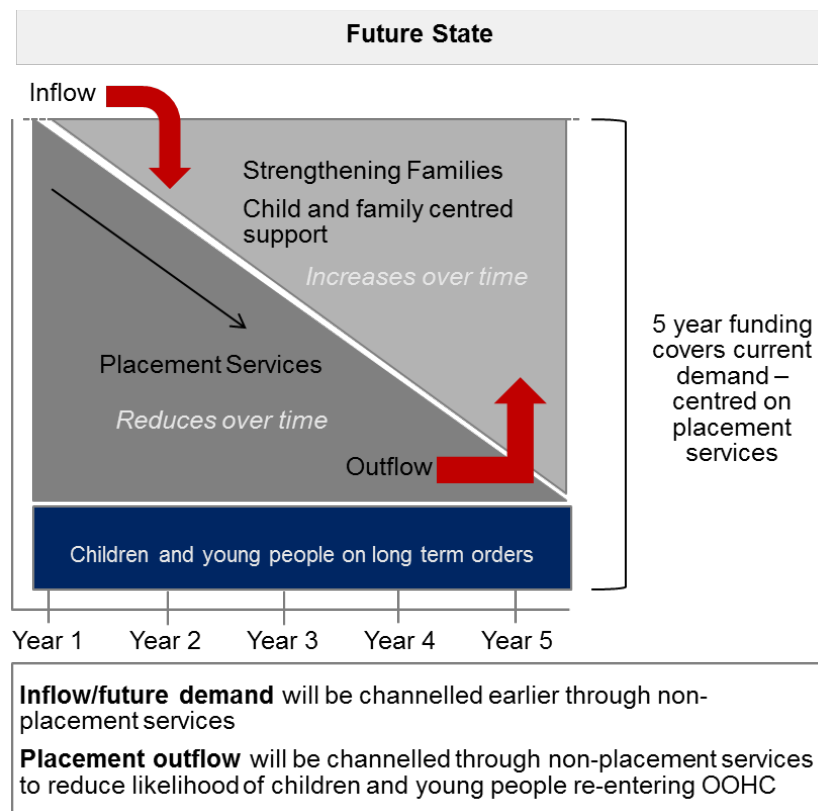 Future State
Inflow
Strengthening Families
Child and family centred
support
Increases over time
Placement Services
Reduces over time
Outflow
5 year funding
covers current
demand –
centred on
placement
services
Children and young people on long term orders
Year 1 Year 2 Year 3 Year 4 Year 5
Inflow/future demand will be channelled earlier through non-
placement services
Placement outflow will be channelled through non-placement services
to reduce likelihood of children and young people re-entering OOHC